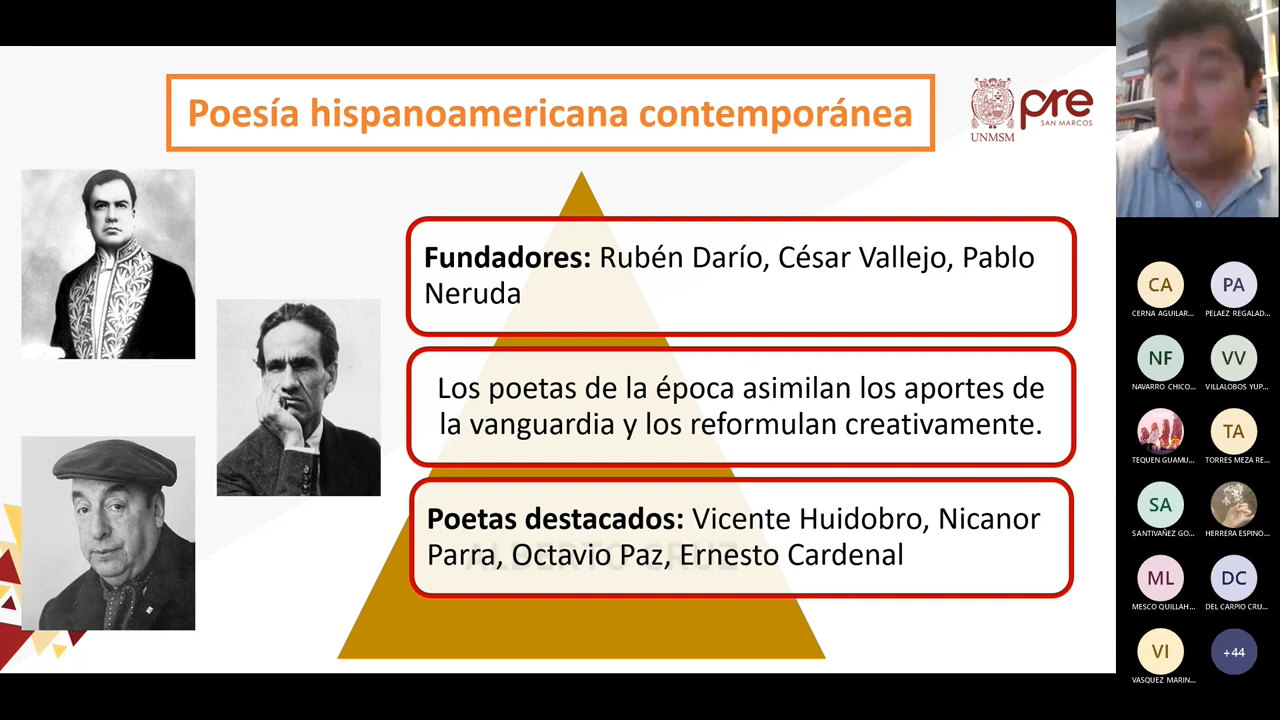 Poesía hispanoamericana contemporánea
UNMSM
pre
SAN MARCOS
Fundadores: Rubén Darío, César Vallejo, Pablo
Neruda
Los poetas de la época asimilan los aportes de
la vanguardia y los reformulan creativamente.
Poetas destacados: Vicente Huidobro, Nicanor
Parra, Octavio Paz, Ernesto Cardenal
CA
CERNA AGUILAR...
PA
PELAEZ REGALAD...
NF
NAVARRO CHICO...
VV
VILLALOBOS YUP...
TEQUEN GUAMU...
TA
TORRES MEZA RE...
SA
SANTIVAÑEZ GO...
HERRERA ESPINO...
ML
MESCO QUILLAH...
DC
DEL CARPIO CRU...
VI
VASQUEZ MARIN...
+44